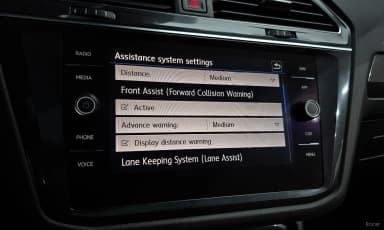 RADIO
MEDIA
PHONE
VOICE
Assistance system settings
Distance: Medium
Front Assist (Forward Collision Warning)
Active
Advance warning: Medium
Display distance warning
Lane Keeping System (Lane Assist)
CAR
MENU